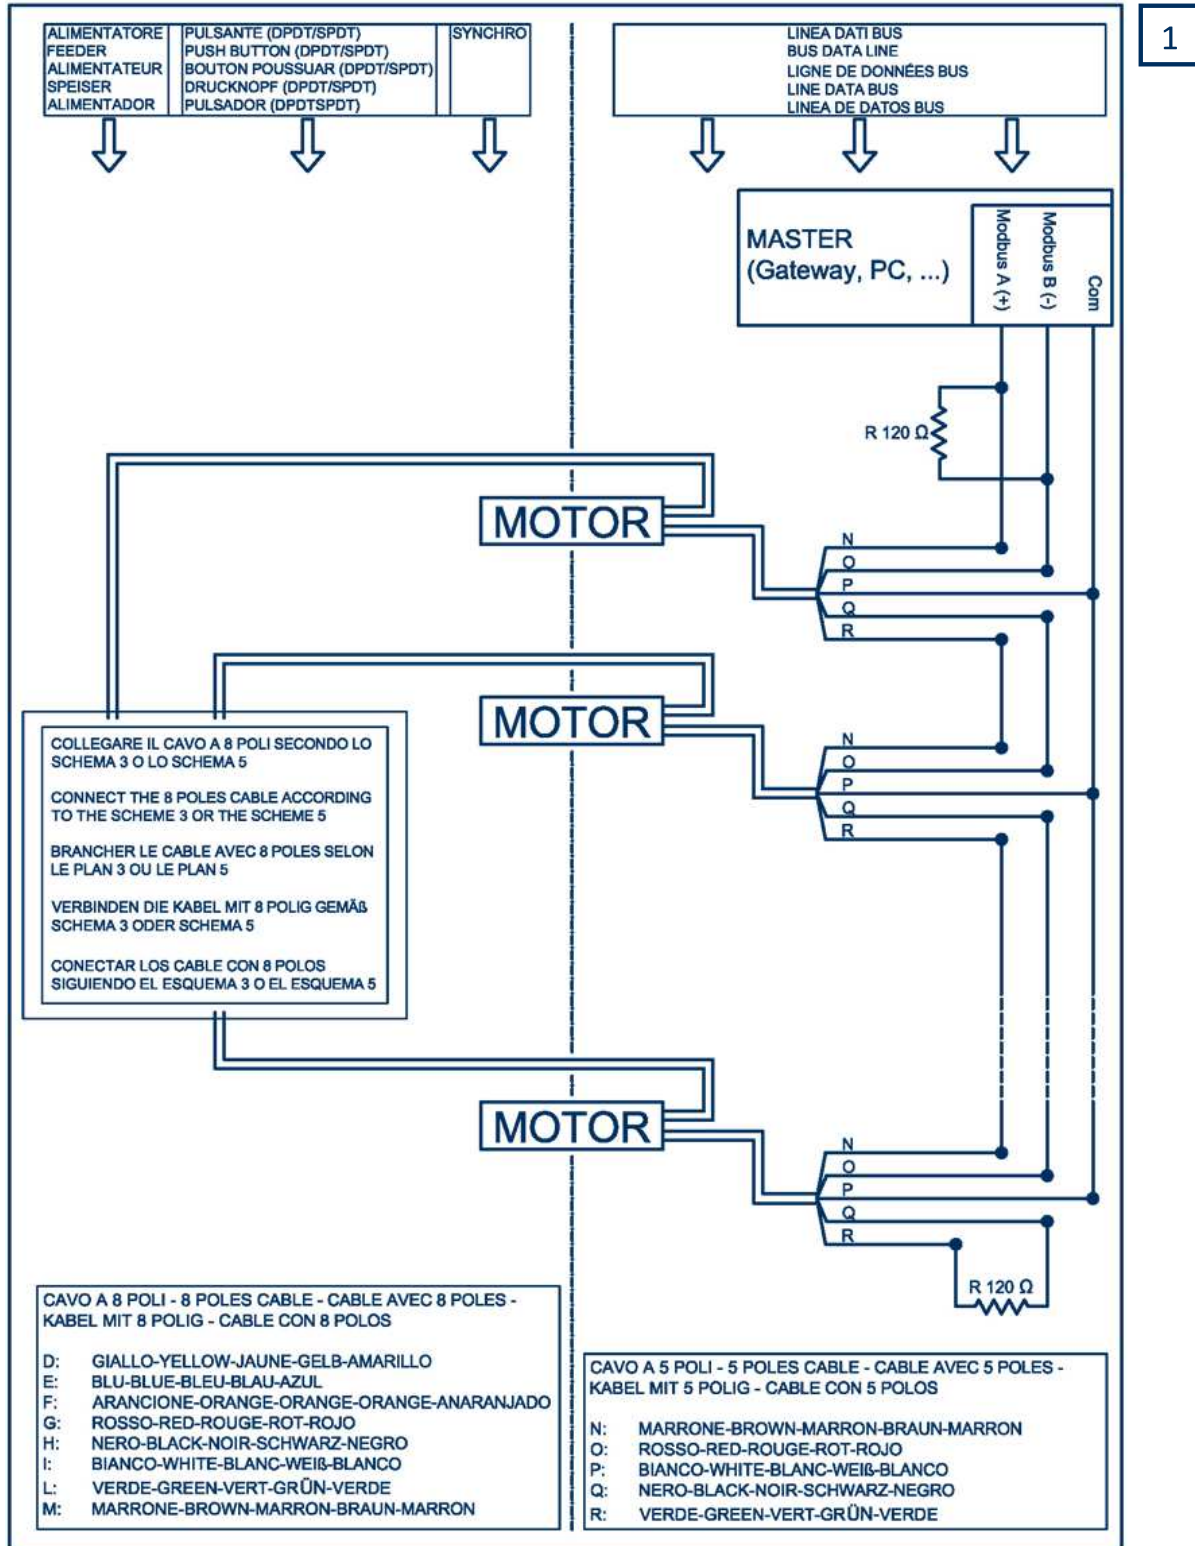 1
ALIMENTATORE
FEEDER
ALIMENTATEUR
SPEISER
ALIMENTADOR
PULSANTE (DPDT/SPDT)
PUSH BUTTON (DPDT/SPDT)
BOUTON POUSSUAR (DPDT/SPDT)
DRUCKNOPF (DPDT/SPDT)
PULSADOR (DPDTSPDT)
SYNCHRO
LINEA DATI BUS
BUS DATA LINE
LIGNE DE DONNÉES BUS
LINE DATA BUS
LINEA DE DATOS BUS
MASTER
(Gateway, PC, ...)
Modbus A (+)
Modbus B (-)
Com
R 120 Ω
MOTOR
N
O
P
Q
R
MOTOR
N
O
P
Q
R
COLLEGARE IL CAVO A 8 POLI SECONDO LO
SCHEMA 3 O LO SCHEMA 5
CONNECT THE 8 POLES CABLE ACCORDING
TO THE SCHEME 3 OR THE SCHEME 5
BRANCHER LE CABLE AVEC 8 POLES SELON
LE PLAN 3 OU LE PLAN 5
VERBINDEN DIE KABEL MIT 8 POLIG GEMÄß
SCHEMA 3 ODER SCHEMA 5
CONECTAR LOS CABLE CON 8 POLOS
SIGUIENDO EL ESQUEMA 3 O EL ESQUEMA 5
MOTOR
N
O
P
Q
R
R 120 Ω
CAVO A 8 POLI - 8 POLES CABLE - CABLE AVEC 8 POLES -
KABEL MIT 8 POLIG - CABLE CON 8 POLOS
D: GIALLO-YELLOW-JAUNE-GELB-AMARILLO
E: BLU-BLUE-BLEU-BLAU-AZUL
F: ARANCIONE-ORANGE-ORANGE-ORANGE-ANARANJADO
G: ROSSO-RED-ROUGE-ROT-ROJO
H: NERO-BLACK-NOIR-SCHWARZ-NEGRO
I: BIANCO-WHITE-BLANC-WEIß-BLANCO
L: VERDE-GREEN-VERT-GRÜN-VERDE
M: MARRONE-BROWN-MARRON-BRAUN-MARRON
CAVO A 5 POLI - 5 POLES CABLE - CABLE AVEC 5 POLES -
KABEL MIT 5 POLIG - CABLE CON 5 POLOS
N: MARRONE-BROWN-MARRON-BRAUN-MARRON
O: ROSSO-RED-ROUGE-ROT-ROJO
P: BIANCO-WHITE-BLANC-WEIß-BLANCO
Q: NERO-BLACK-NOIR-SCHWARZ-NEGRO
R: VERDE-GREEN-VERT-GRÜN-VERDE